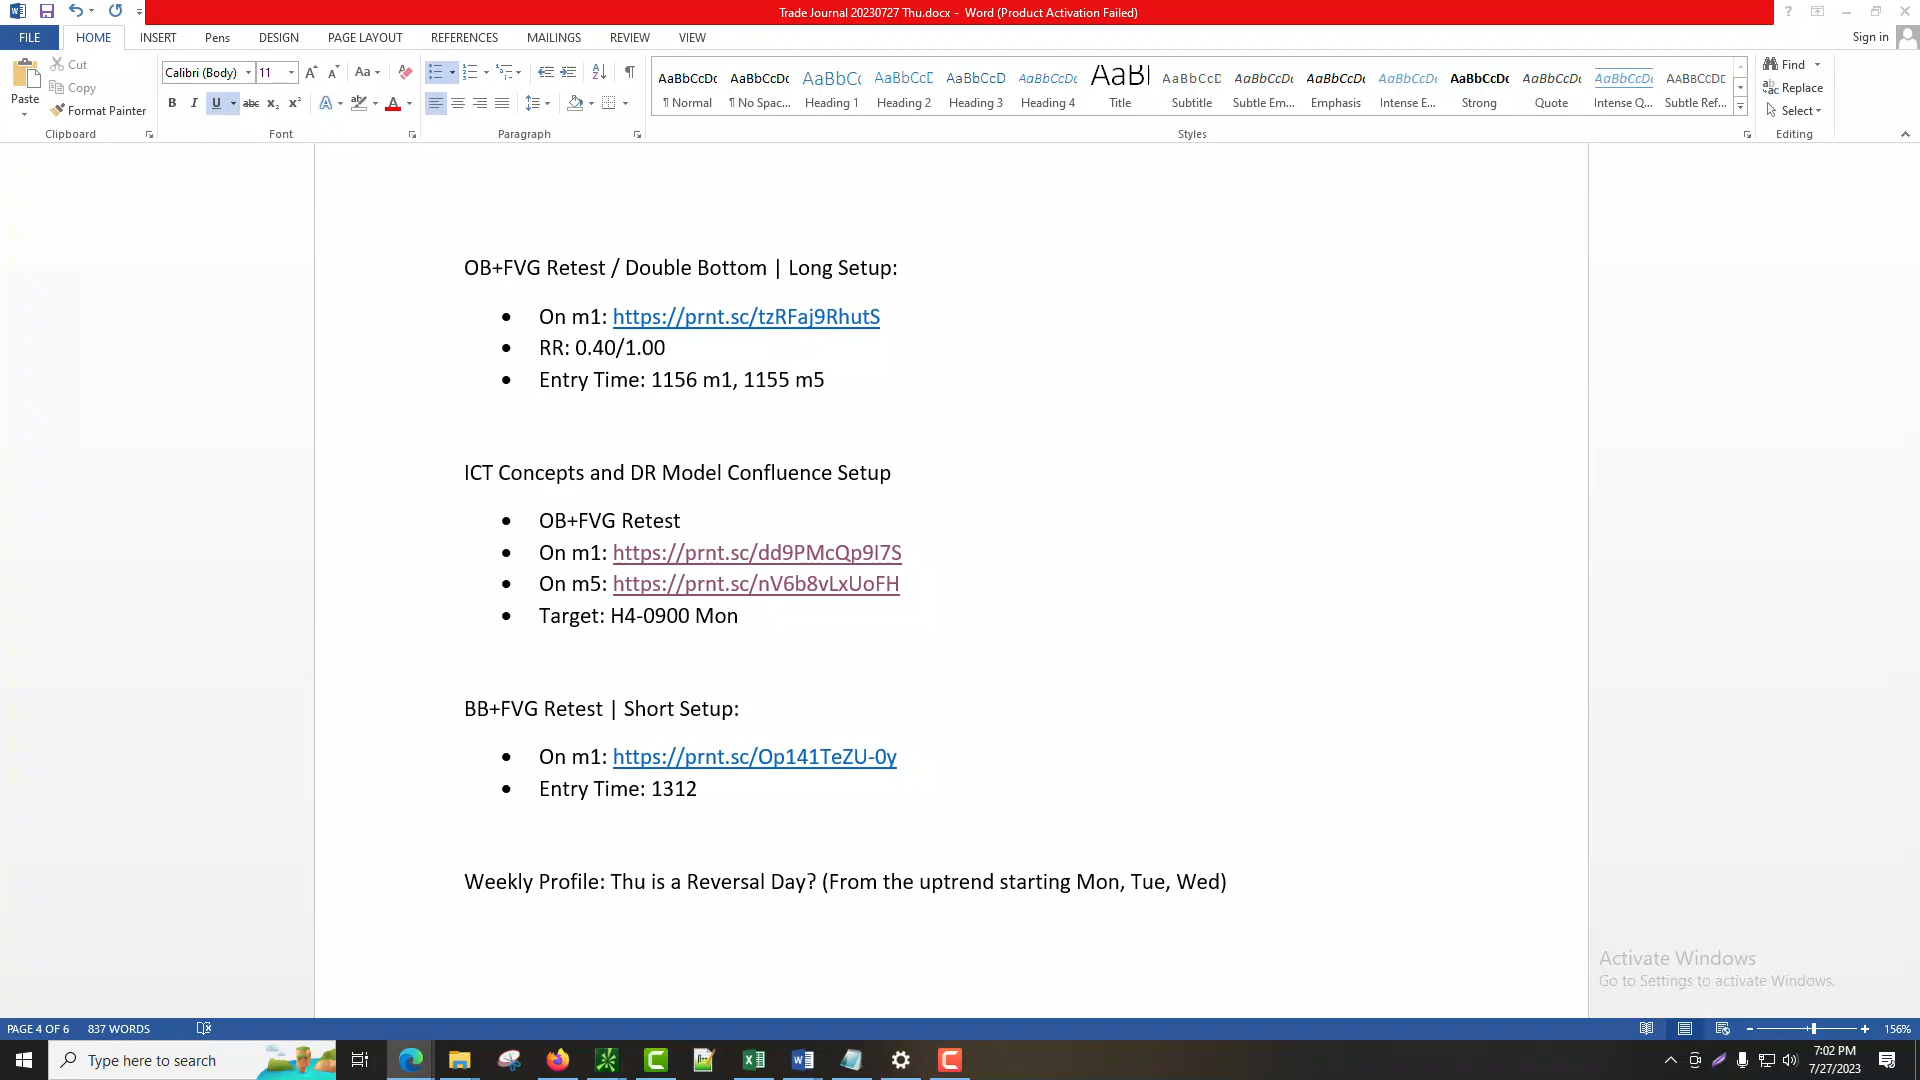 Trade Journal 20230727 Thu.docx - Word (Product Activation Failed)
FILE HOME INSERT Pens DESIGN PAGE LAYOUT REFERENCES MAILINGS REVIEW VIEW Sign in
Paste Cut Copy Format Painter Clipboard
Calibri (Body) 11 Font
Paragraph
AaBbCcDc AaBbCcDc AaBbCc AaBbCcD AaBbCcD AaBbCcDc AaBl AaBbCcD AaBbCcDc AaBbCcDc AaBbCcDc AaBbCcDc AaBbCcDc AaBbCcDc AABBCCDE
¶ Normal ¶ No Spac... Heading 1 Heading 2 Heading 3 Heading 4 Title Subtitle Subtle Em... Emphasis Intense E... Strong Quote Intense Q... Subtle Ref...
Styles
Find Replace Select Editing
OB+FVG Retest / Double Bottom | Long Setup:
• On m1: https://prnt.sc/tzRFaj9RhutS
• RR: 0.40/1.00
• Entry Time: 1156 m1, 1155 m5
ICT Concepts and DR Model Confluence Setup
• OB+FVG Retest
• On m1: https://prnt.sc/dd9PMcQp9I7S
• On m5: https://prnt.sc/nV6b8vLxUoFH
• Target: H4-0900 Mon
BB+FVG Retest | Short Setup:
• On m1: https://prnt.sc/Op141TeZU-0y
• Entry Time: 1312
Weekly Profile: Thu is a Reversal Day? (From the uptrend starting Mon, Tue, Wed)
Activate Windows
Go to Settings to activate Windows.
PAGE 4 OF 6 837 WORDS 156%
Type here to search
7:02 PM
7/27/2023